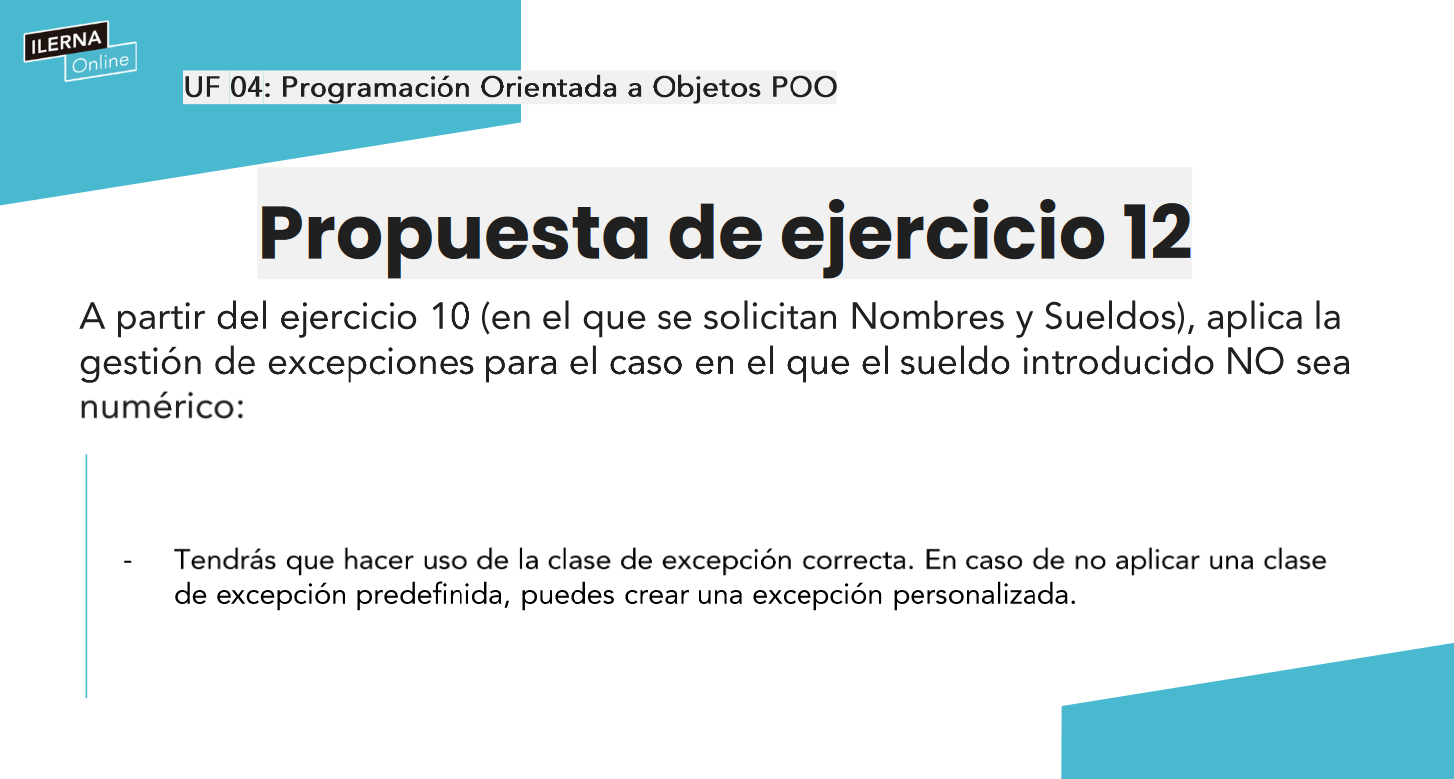 ILERNA
Online
UF 04: Programación Orientada a Objetos POO
Propuesta de ejercicio 12
A partir del ejercicio 10 (en el que se solicitan Nombres y Sueldos), aplica la
gestión de excepciones para el caso en el que el sueldo introducido NO sea
numérico:
- Tendrás que hacer uso de la clase de excepción correcta. En caso de no aplicar una clase
de excepción predefinida, puedes crear una excepción personalizada.